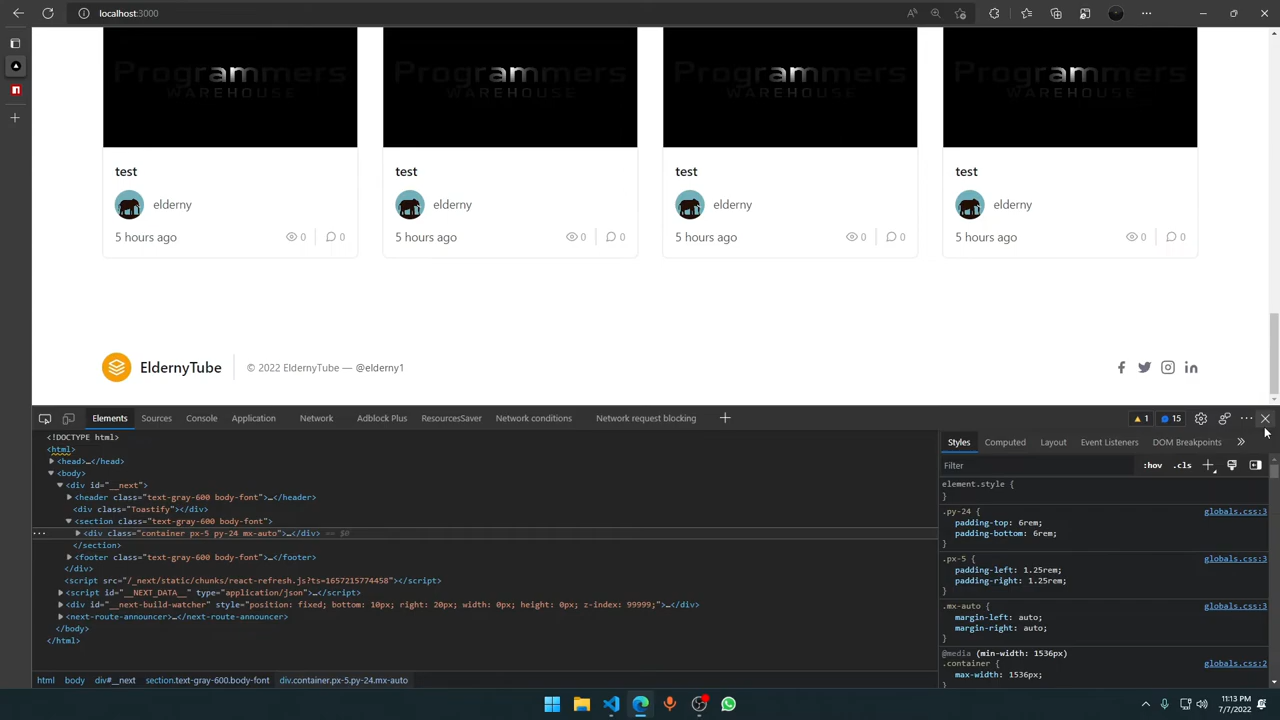 localhost:3000
Programmers Programmers Programmers Programmers
WAREHOUSE WAREHOUSE WAREHOUSE WAREHOUSE
test test test test
elderny elderny elderny elderny
5 hours ago 0 0 5 hours ago 0 0 5 hours ago 0 0 5 hours ago 0 0
EldernyTube © 2022 EldernyTube — @elderny1
Elements Sources Console Application Network Adblock Plus ResourcesSaver Network conditions Network request blocking 1 15
<!DOCTYPE html>
<html>
<head>…</head>
<body>
<div id="__next">
<header class="text-gray-600 body-font">…</header>
<div class="Toastify"></div>
<section class="text-gray-600 body-font">
<div class="container px-5 py-24 mx-auto">…</div> == $0
</section>
<footer class="text-gray-600 body-font">…</footer>
</div>
<script src="/_next/static/chunks/react-refresh.js?ts=1657215774458"></script>
<script id="__NEXT_DATA__" type="application/json">…</script>
<div id="__next-build-watcher" style="position: fixed; bottom: 10px; right: 20px; width: 0px; height: 0px; z-index: 99999;">…</div>
<next-route-announcer>…</next-route-announcer>
</body>
</html>
html body div#__next section.text-gray-600.body-font div.container.px-5.py-24.mx-auto
Styles Computed Layout Event Listeners DOM Breakpoints
Filter :hov .cls
element.style {
}
.py-24 { globals.css:3
padding-top: 6rem;
padding-bottom: 6rem;
}
.px-5 { globals.css:3
padding-left: 1.25rem;
padding-right: 1.25rem;
}
.mx-auto { globals.css:3
margin-left: auto;
margin-right: auto;
}
@media (min-width: 1536px)
.container { globals.css:2
max-width: 1536px;
}
11:13 PM
7/7/2022